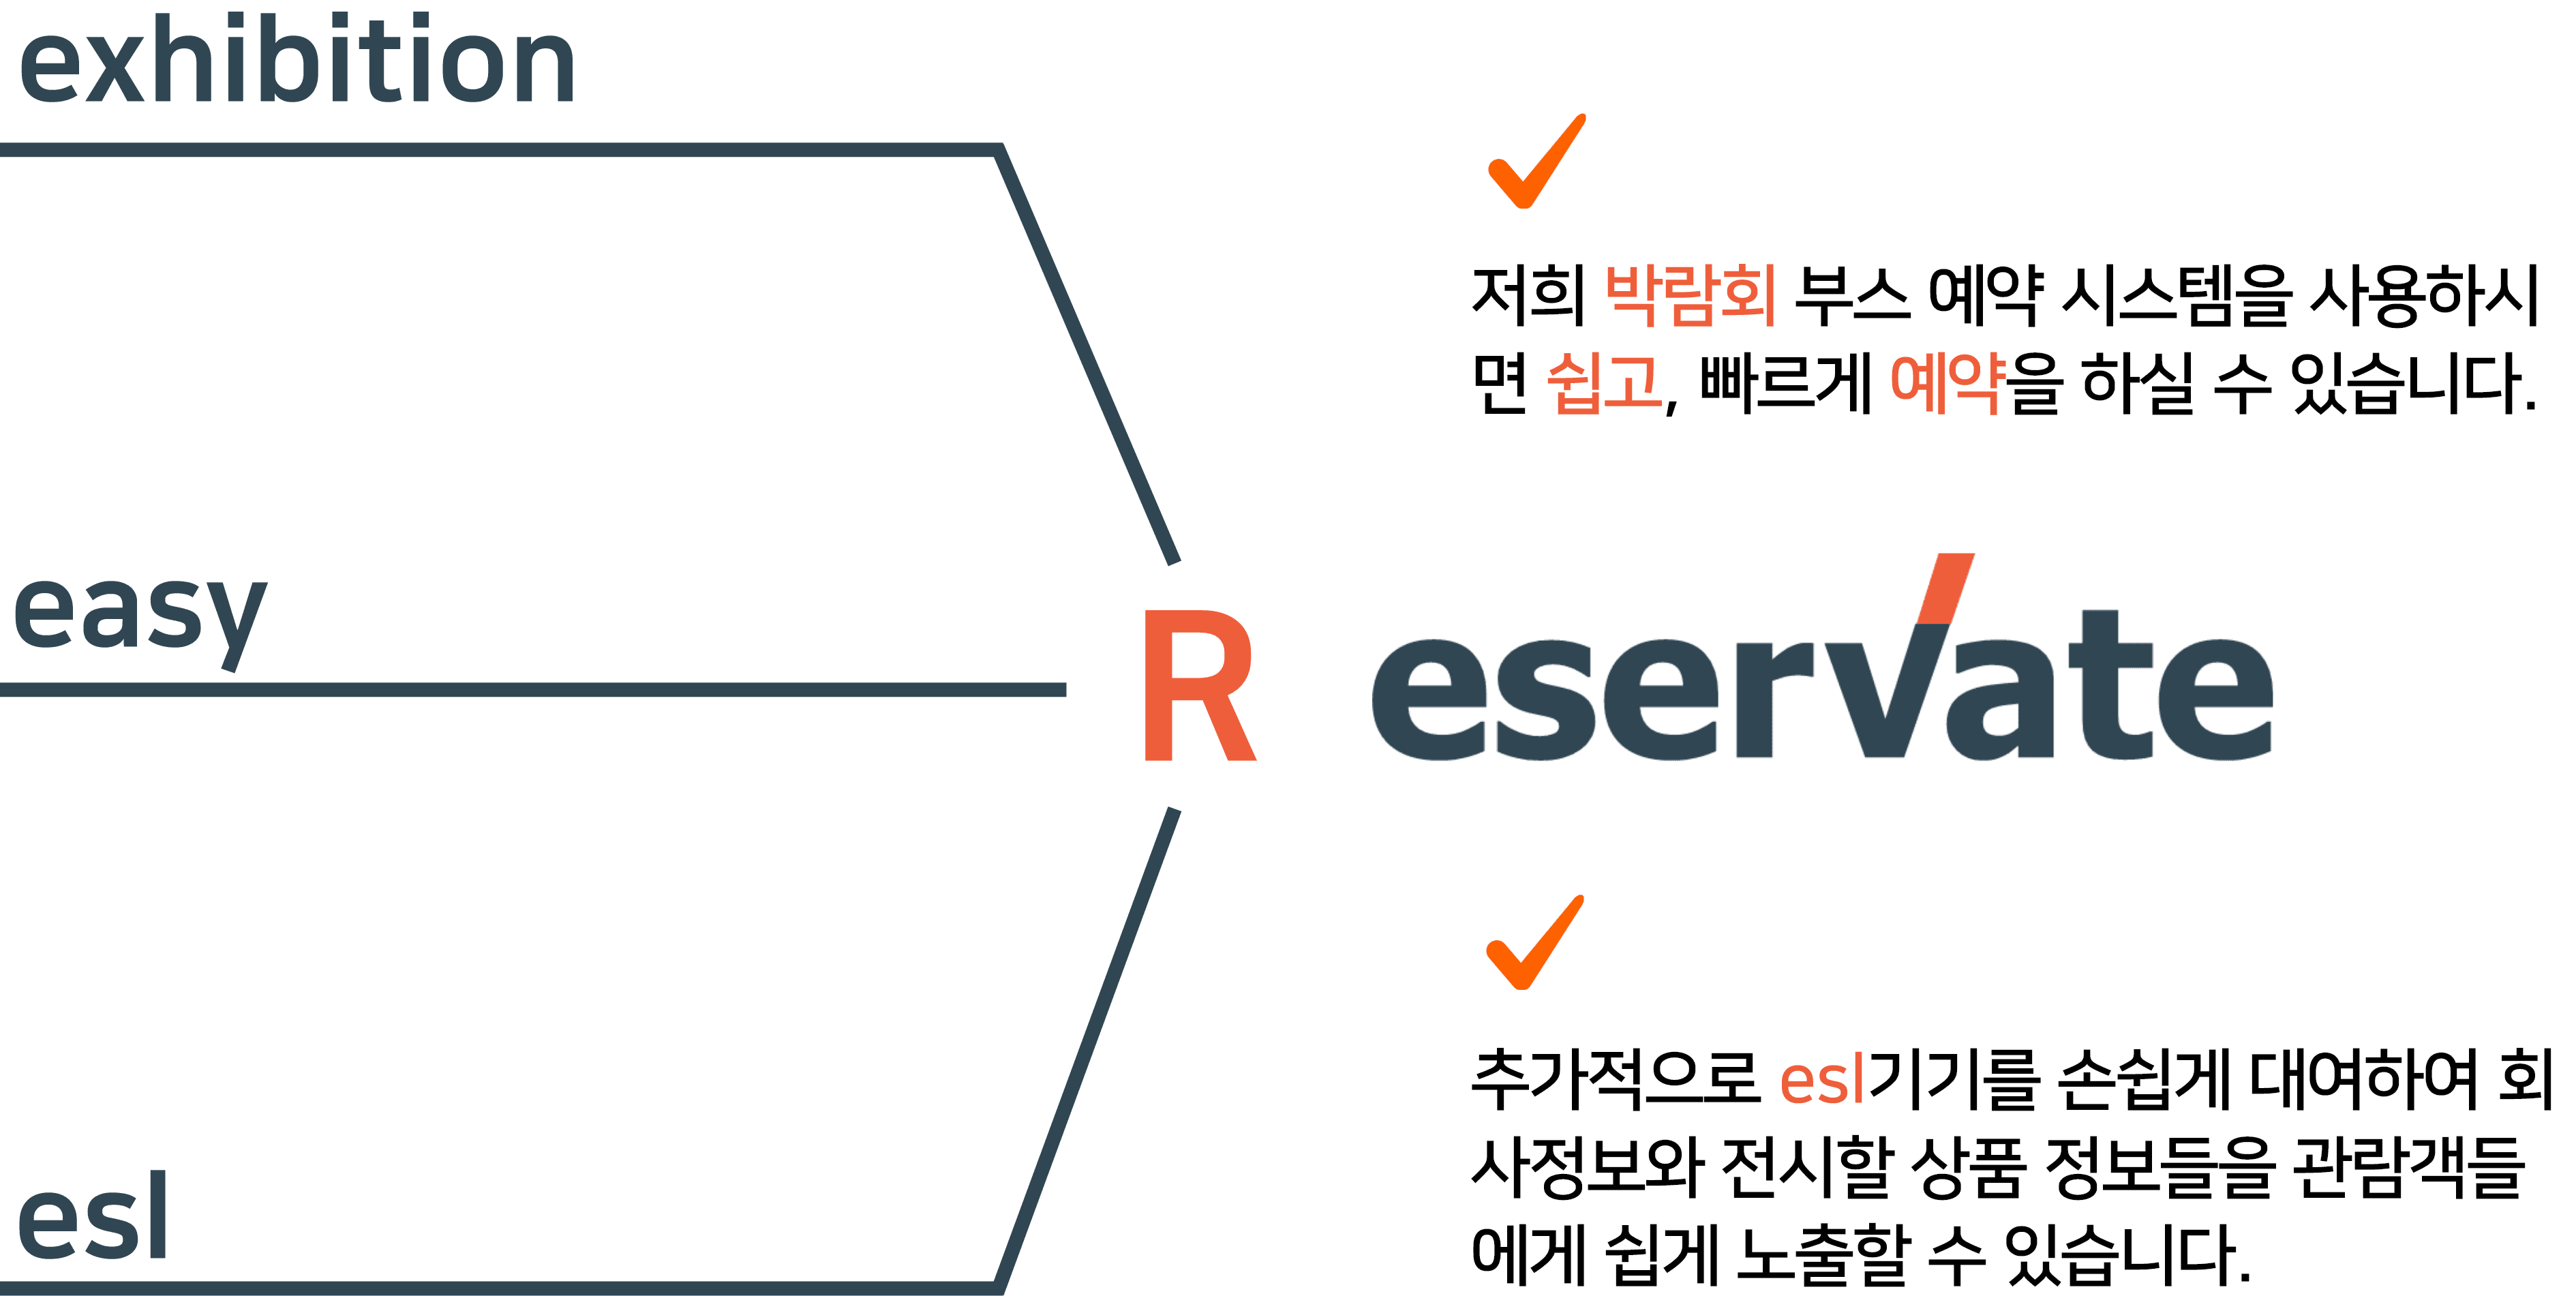 exhibition
저희 박람회 부스 예약 시스템을 사용하시
면 쉽고, 빠르게 예약을 하실 수 있습니다.
easy
R eservate
추가적으로 esl기기를 손쉽게 대여하여 회
사정보와 전시할 상품 정보들을 관람객들
에게 쉽게 노출할 수 있습니다.
esl